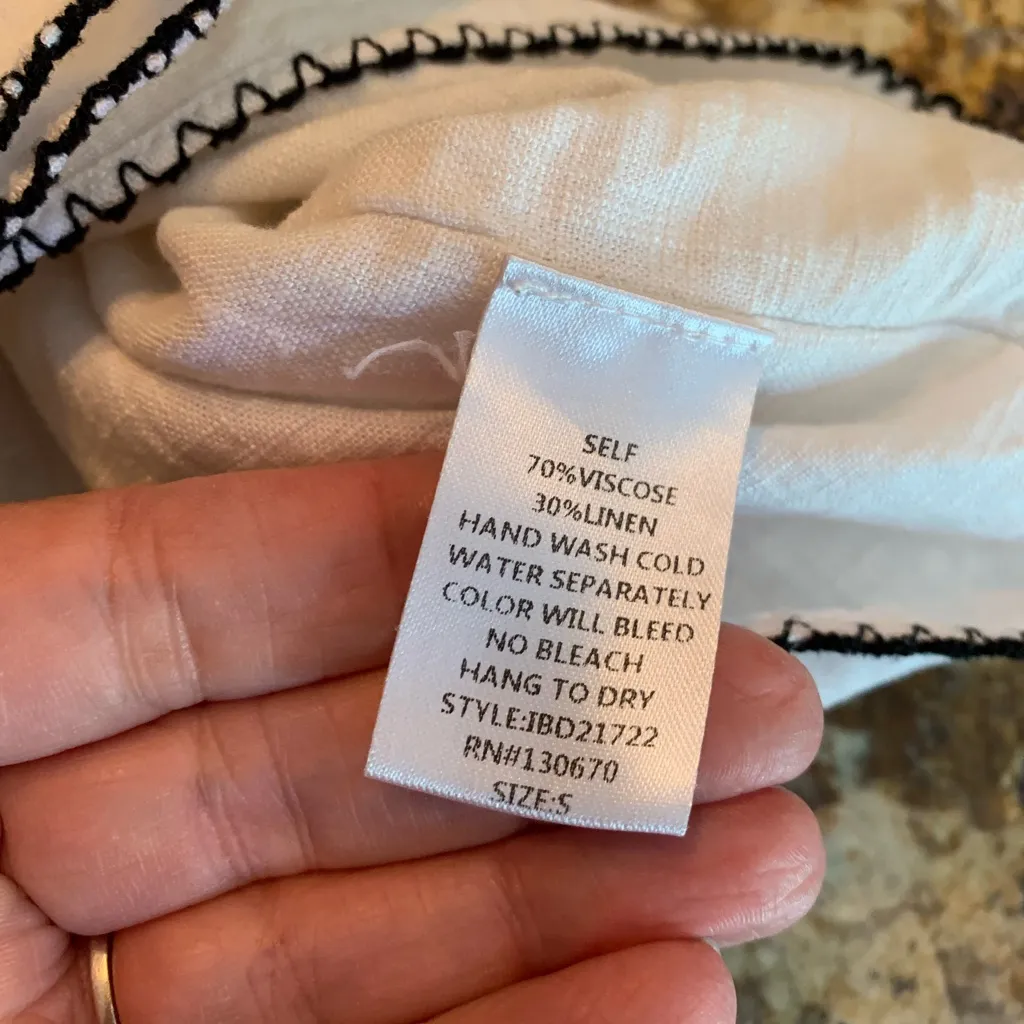 SELF
70%VISCOSE
30%LINEN
HAND WASH COLD
WATER SEPARATELY
COLOR WILL BLEED
NO BLEACH
HANG TO DRY
STYLE:IBD21722
RN#130670
SIZE:S